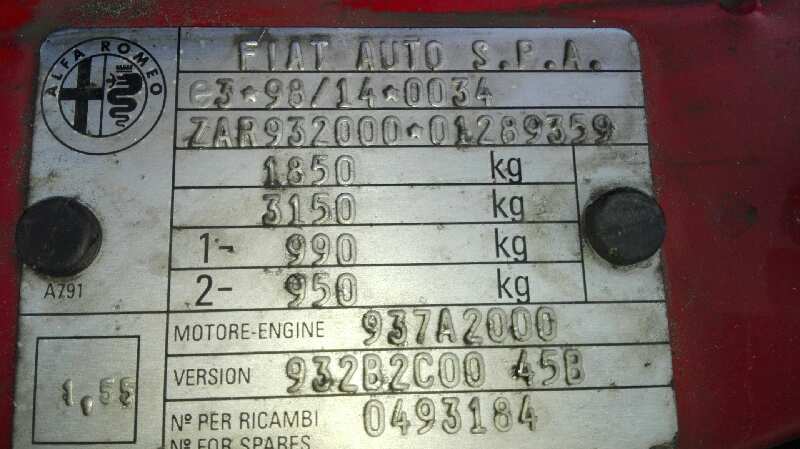 ALFA ROMEO
FIAT AUTO S.P.A.
e3*98/14*0034
ZAR932000*01289359
1850 kg
3150 kg
1- 990 kg
2- 950 kg
A791
MOTORE-ENGINE 937A2000
VERSION 932B2C00 45B
1,55
Nº PER RICAMBI 0493184
Nº FOR SPARES